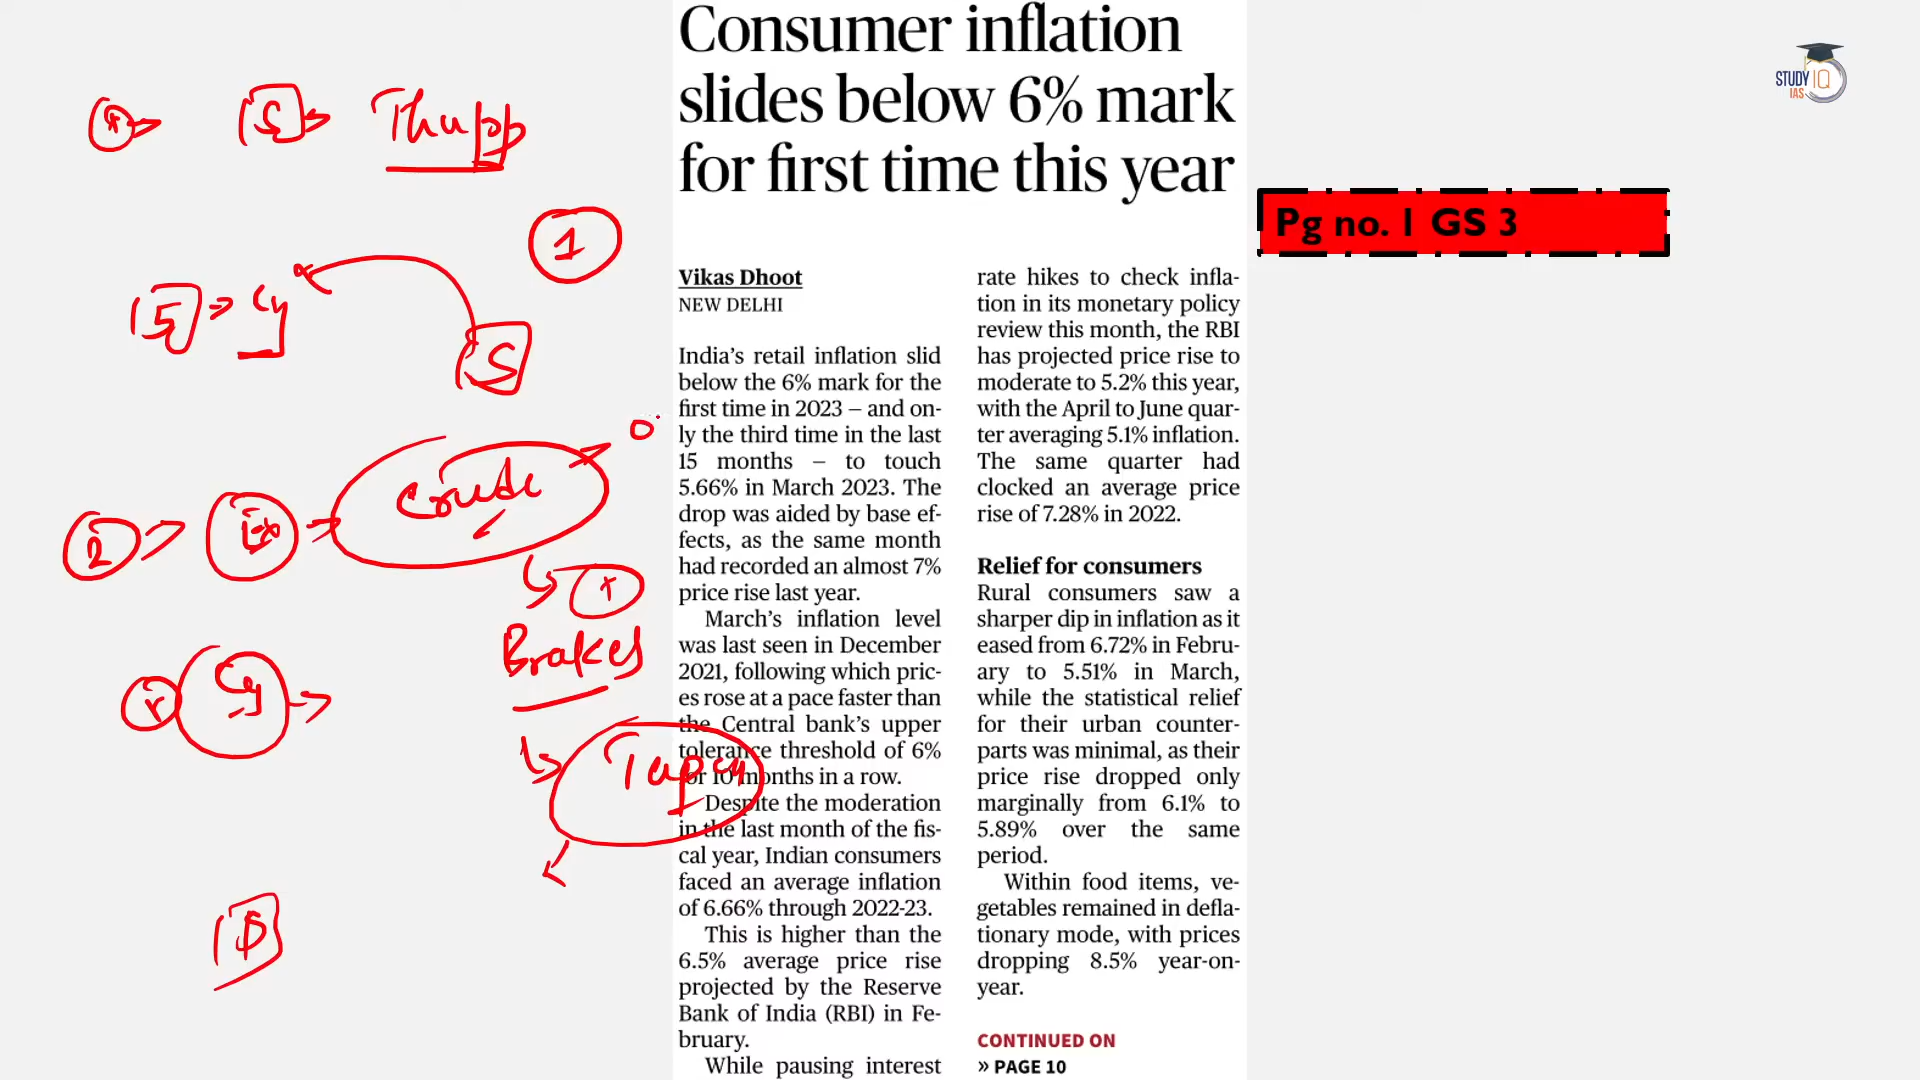 Consumer inflation
slides below 6% mark
for first time this year
STUDY IQ
IAS
Pg no. 1 GS 3
Vikas Dhoot
NEW DELHI
India's retail inflation slid
below the 6% mark for the
first time in 2023 – and on-
ly the third time in the last
15 months – to touch
5.66% in March 2023. The
drop was aided by base ef-
fects, as the same month
had recorded an almost 7%
price rise last year.
March's inflation level
was last seen in December
2021, following which pric-
es rose at a pace faster than
the Central bank's upper
tolerance threshold of 6%
for 10 months in a row.
Despite the moderation
in the last month of the fis-
cal year, Indian consumers
faced an average inflation
of 6.66% through 2022-23.
This is higher than the
6.5% average price rise
projected by the Reserve
Bank of India (RBI) in Fe-
bruary.
While pausing interest
rate hikes to check infla-
tion in its monetary policy
review this month, the RBI
has projected price rise to
moderate to 5.2% this year,
with the April to June quar-
ter averaging 5.1% inflation.
The same quarter had
clocked an average price
rise of 7.28% in 2022.
Relief for consumers
Rural consumers saw a
sharper dip in inflation as it
eased from 6.72% in Febru-
ary to 5.51% in March,
while the statistical relief
for their urban counter-
parts was minimal, as their
price rise dropped only
marginally from 6.1% to
5.89% over the same
period.
Within food items, ve-
getables remained in defla-
tionary mode, with prices
dropping 8.5% year-on-
year.
CONTINUED ON
» PAGE 10
1
S
Crude
2
Brakes